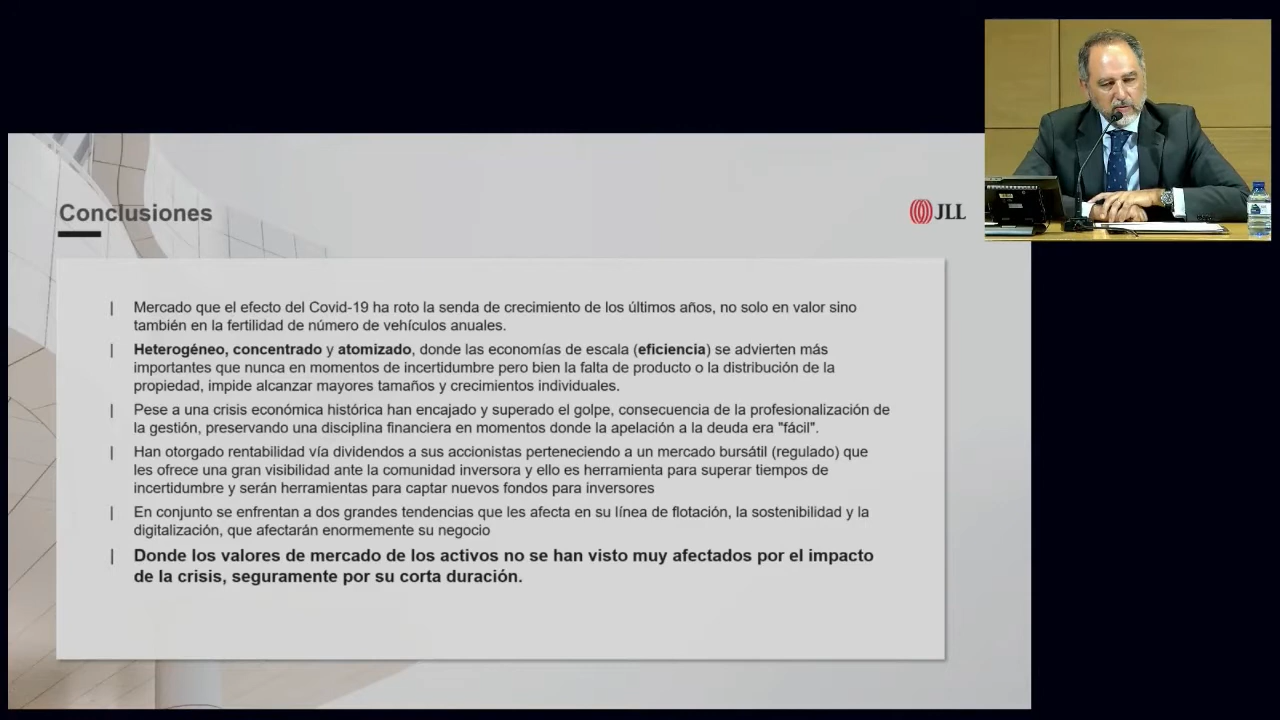 Conclusiones
JLL
| Mercado que el efecto del Covid-19 ha roto la senda de crecimiento de los últimos años, no solo en valor sino
también en la fertilidad de número de vehículos anuales.
| Heterogéneo, concentrado y atomizado, donde las economías de escala (eficiencia) se advierten más
importantes que nunca en momentos de incertidumbre pero bien la falta de producto o la distribución de la
propiedad, impide alcanzar mayores tamaños y crecimientos individuales.
| Pese a una crisis económica histórica han encajado y superado el golpe, consecuencia de la profesionalización de
la gestión, preservando una disciplina financiera en momentos donde la apelación a la deuda era "fácil".
| Han otorgado rentabilidad vía dividendos a sus accionistas perteneciendo a un mercado bursátil (regulado) que
les ofrece una gran visibilidad ante la comunidad inversora y ello es herramienta para superar tiempos de
incertidumbre y serán herramientas para captar nuevos fondos para inversores
| En conjunto se enfrentan a dos grandes tendencias que les afecta en su línea de flotación, la sostenibilidad y la
digitalización, que afectarán enormemente su negocio
| Donde los valores de mercado de los activos no se han visto muy afectados por el impacto
de la crisis, seguramente por su corta duración.